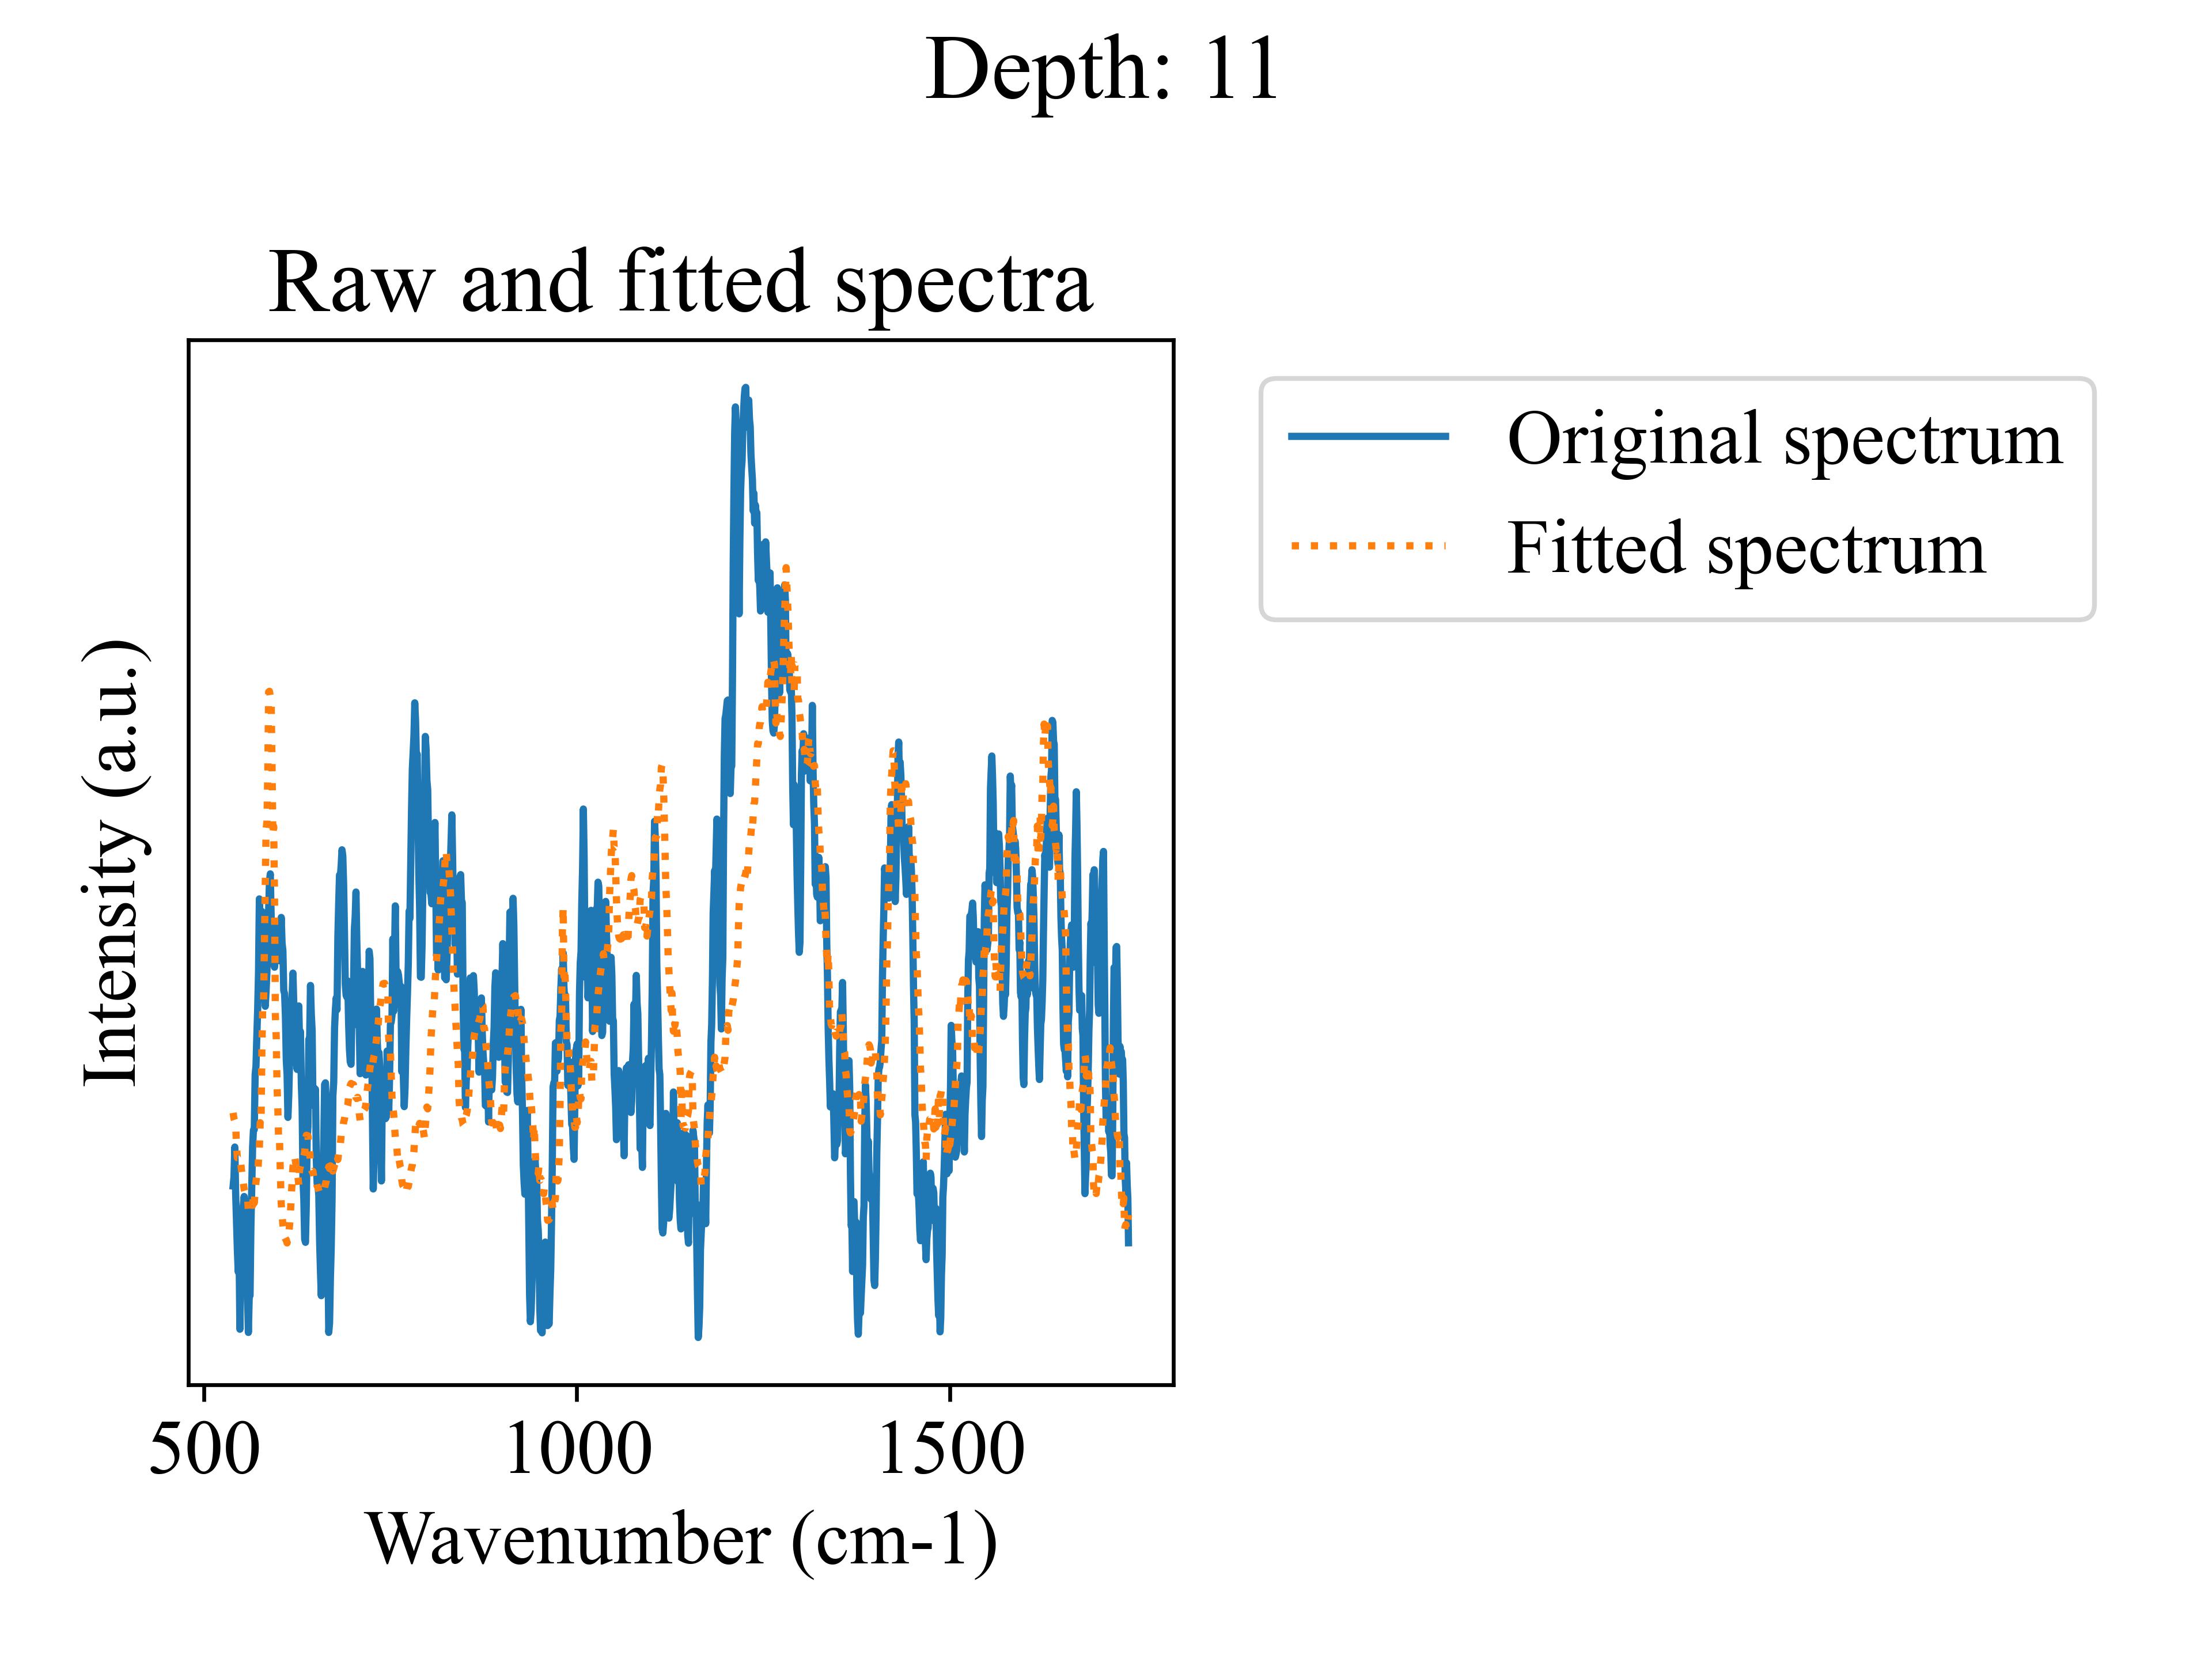 Depth: 11
Raw and fitted spectra
Original spectrum
Fitted spectrum
Intensity (a.u.)
500 1000 1500
Wavenumber (cm-1)